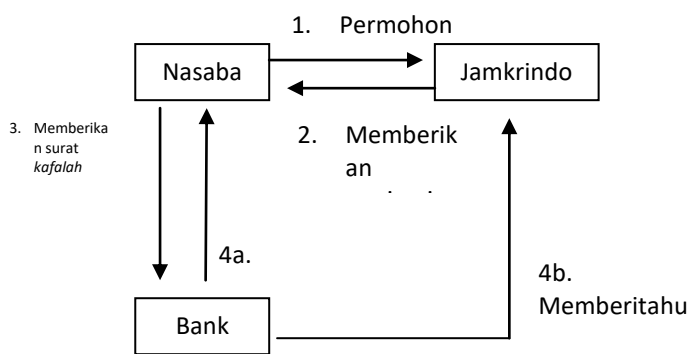 1. Permohon
Nasaba
Jamkrindo
3. Memberika
n surat
kafalah
2. Memberik
an
4a.
4b.
Memberitahu
Bank